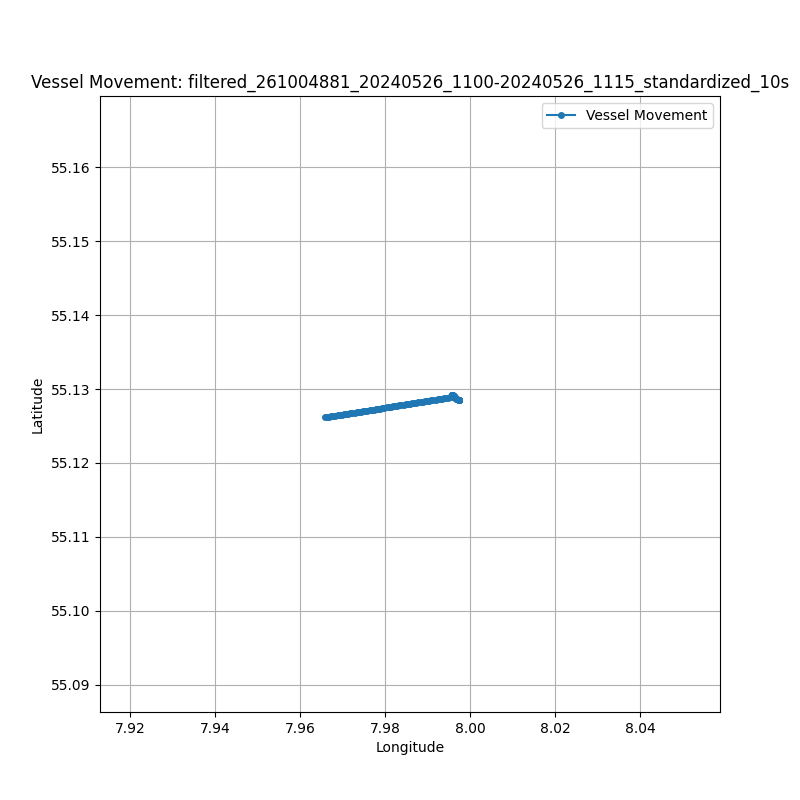 Vessel Movement: filtered_261004881_20240526_1100-20240526_1115_standardized_10s
Vessel Movement
55.16
55.15
55.14
55.13
55.12
55.11
55.10
55.09
Latitude
7.92 7.94 7.96 7.98 8.00 8.02 8.04
Longitude